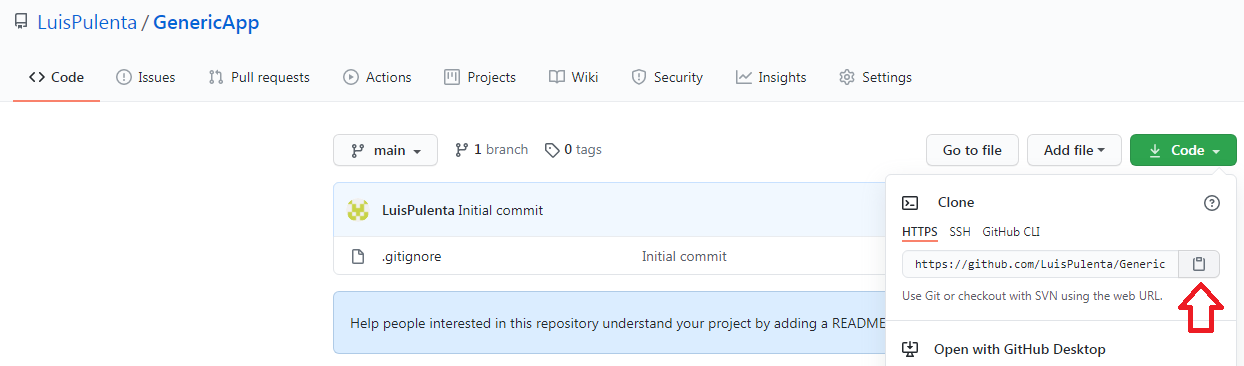 LuisPulenta / GenericApp
Code Issues Pull requests Actions Projects Wiki Security Insights Settings
main 1 branch 0 tags Go to file Add file Code
LuisPulenta Initial commit
.gitignore Initial commit
Help people interested in this repository understand your project by adding a README
Clone
HTTPS SSH GitHub CLI
https://github.com/LuisPulenta/Generic
Use Git or checkout with SVN using the web URL.
Open with GitHub Desktop